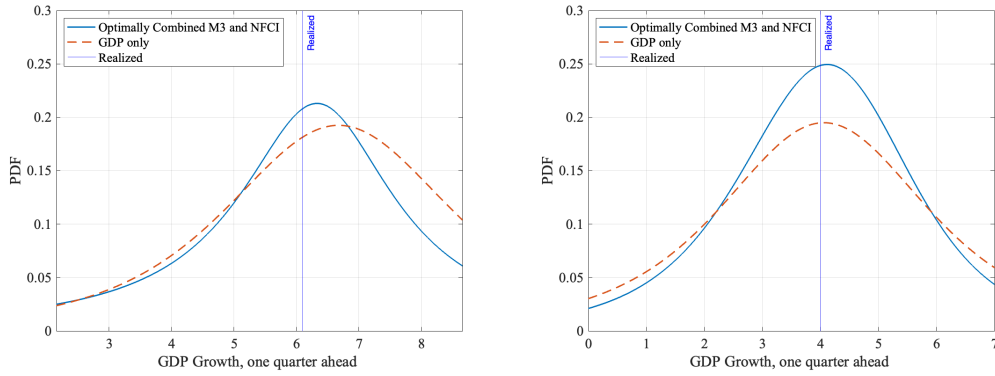 0.3
0.25
0.2
0.15
0.1
0.05
0
PDF
Optimally Combined M3 and NFCI
GDP only
Realized
Realized
3 4 5 6 7 8
GDP Growth, one quarter ahead
0.3
0.25
0.2
0.15
0.1
0.05
0
PDF
Optimally Combined M3 and NFCI
GDP only
Realized
Realized
0 1 2 3 4 5 6 7
GDP Growth, one quarter ahead